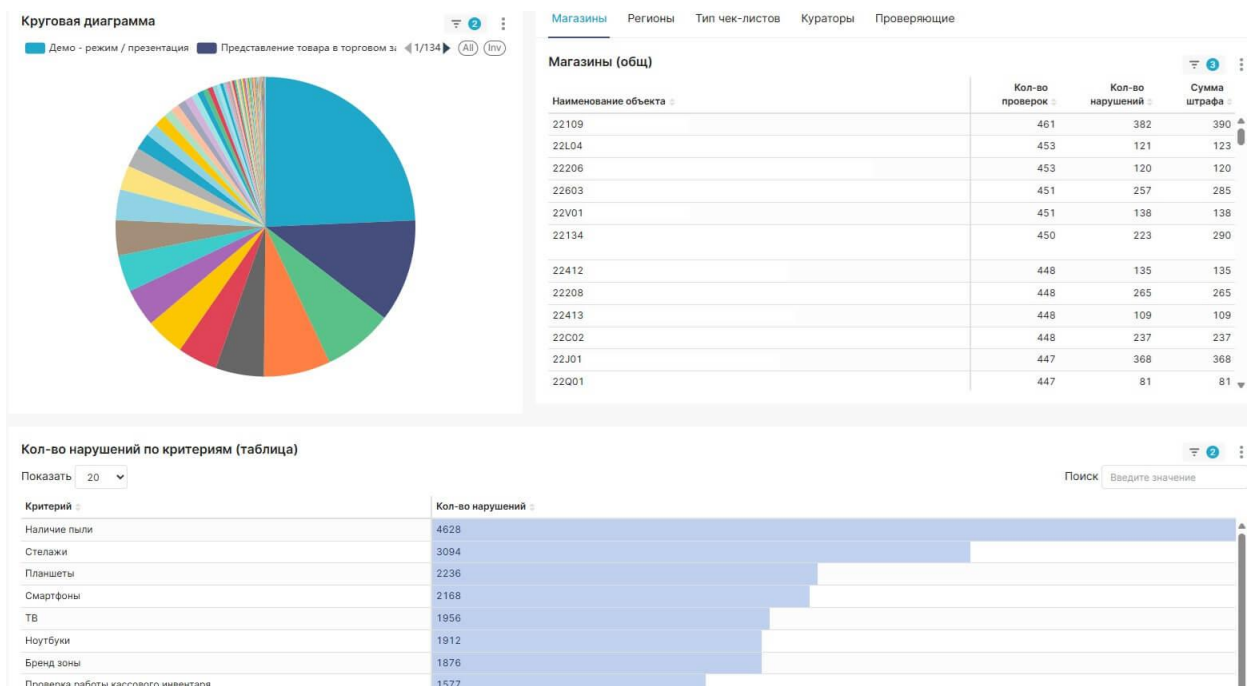 Круговая диаграмма
2
Демо - режим / презентация Представление товара в торговом за 1/134 All Inv
Магазины Регионы Тип чек-листов Кураторы Проверяющие
Магазины (общ)
3
Наименование объекта Кол-во проверок Кол-во нарушений Сумма штрафа
22109 461 382 390
22L04 453 121 123
22206 453 120 120
22603 451 257 285
22V01 451 138 138
22134 450 223 290
22412 448 135 135
22208 448 265 265
22413 448 109 109
22C02 448 237 237
22J01 447 368 368
22Q01 447 81 81
Кол-во нарушений по критериям (таблица)
2
Показать 20 Поиск Введите значение
Критерий Кол-во нарушений
Наличие пыли 4628
Стелажи 3094
Планшеты 2236
Смартфоны 2168
ТВ 1956
Ноутбуки 1912
Бренд зоны 1876
Проверка работы кассового инвентаря 1577